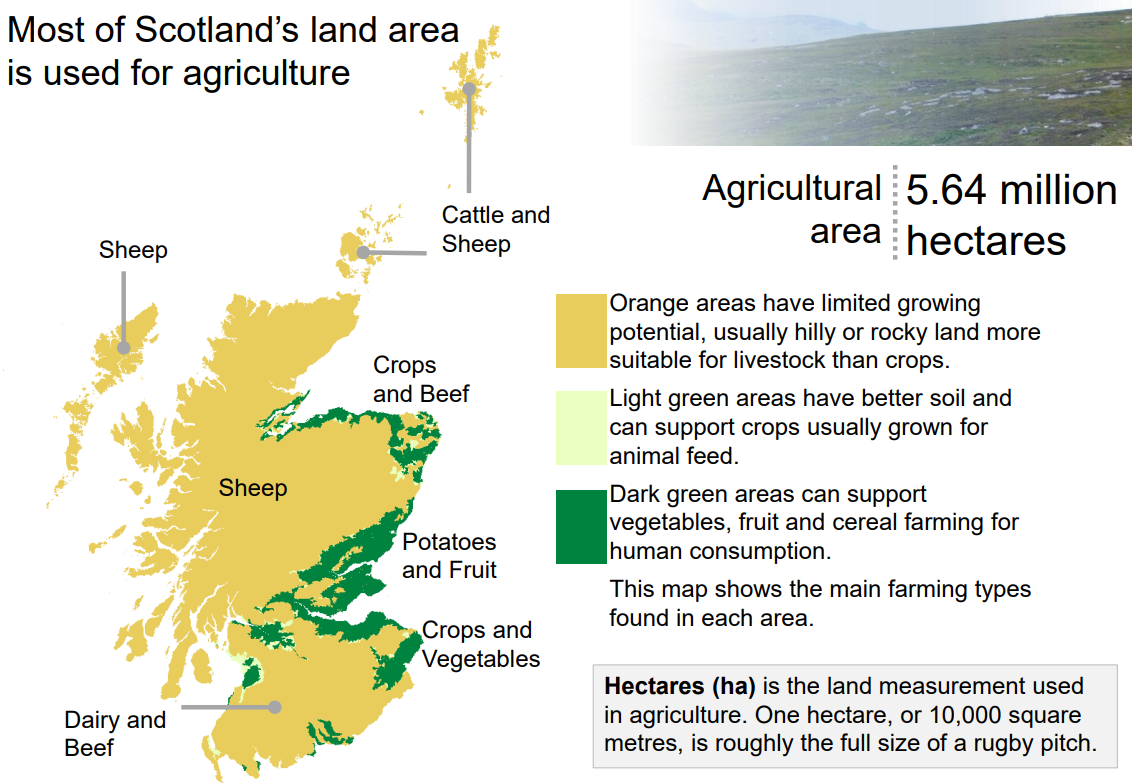 Most of Scotland's land area
is used for agriculture
Cattle and
Sheep
Sheep
Crops
and Beef
Sheep
Potatoes
and Fruit
Crops and
Vegetables
Dairy and
Beef
Agricultural
area
5.64 million
hectares
Orange areas have limited growing
potential, usually hilly or rocky land more
suitable for livestock than crops.
Light green areas have better soil and
can support crops usually grown for
animal feed.
Dark green areas can support
vegetables, fruit and cereal farming for
human consumption.
This map shows the main farming types
found in each area.
Hectares (ha) is the land measurement used
in agriculture. One hectare, or 10,000 square
metres, is roughly the full size of a rugby pitch.